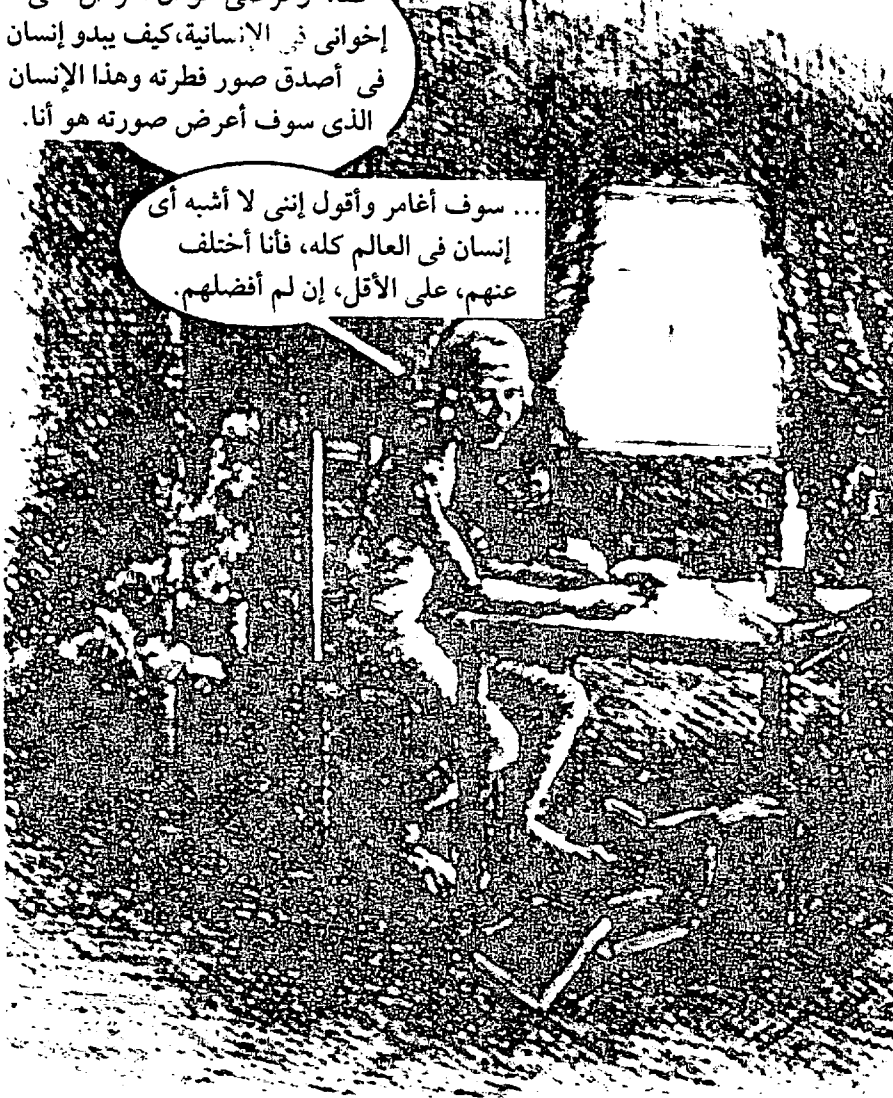 إخوانى فى الإنسانية،كيف يبدو إنسان
فى أصدق صور فطرته وهذا الإنسان
الذى سوف أعرض صورته هو أنا.
... سوف أغامر وأقول إننى لا أشبه أى
إنسان فى العالم كله، فأنا أختلف
عنهم، على الأقل، إن لم أفضلهم.